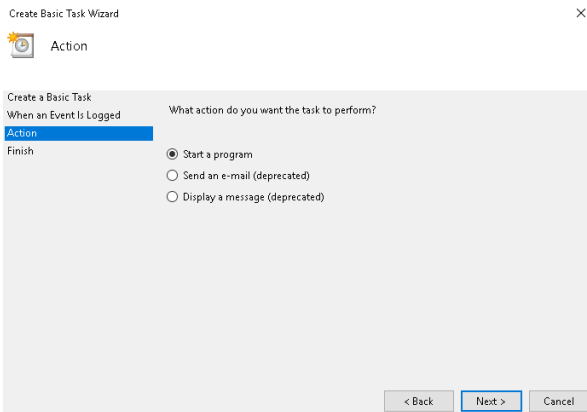 Create Basic Task Wizard
Action
Create a Basic Task
When an Event Is Logged
Action
Finish
What action do you want the task to perform?
Start a program
Send an e-mail (deprecated)
Display a message (deprecated)
< Back
Next >
Cancel